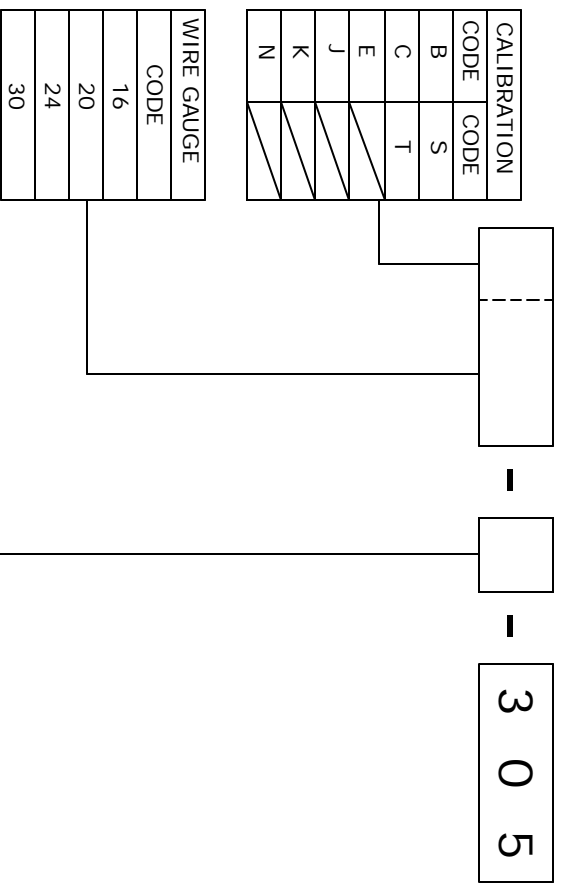 - - 3 0 5
CALIBRATION
CODE CODE
B S
C T
E
J
K
N
WIRE GAUGE
CODE
16
20
24
30